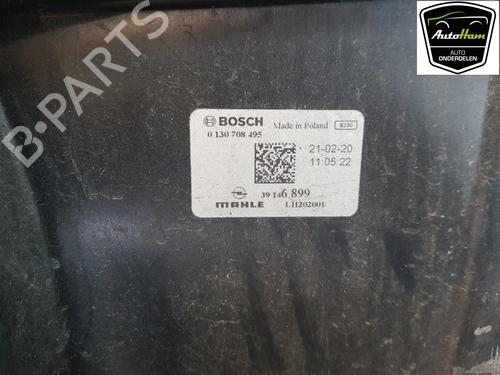 AutoHam
AUTO
ONDERDELEN
B-PARTS
BOSCH
Made in Poland
0 130 708 495
21-02-20
11:05:22
39 146 899
MAHLE
LH202001